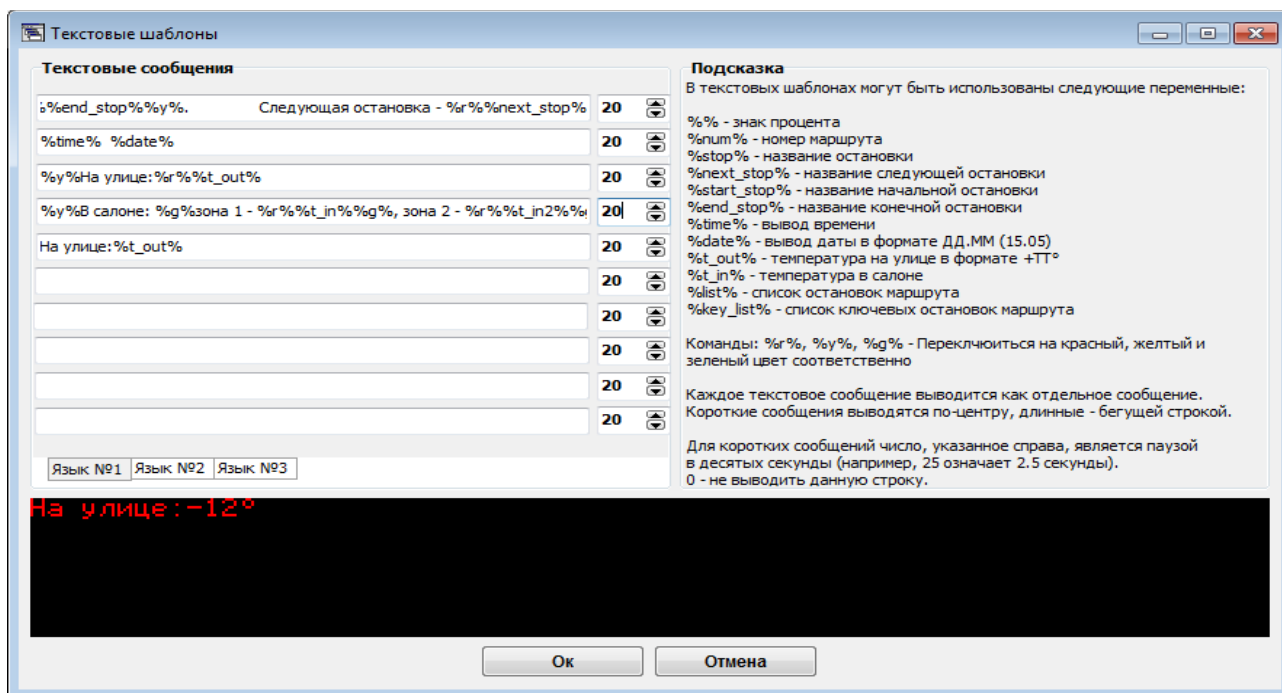 Текстовые шаблоны
Текстовые сообщения
%end_stop%%y%. Следующая остановка - %r%%next_stop% 20
%time% %date% 20
%y%На улице:%r%%t_out% 20
%y%В салоне: %g%зона 1 - %r%%t_in%%g%, зона 2 - %r%%t_in2%% 20
На улице:%t_out% 20
20
20
20
20
20
Язык №1 Язык №2 Язык №3
Подсказка
В текстовых шаблонах могут быть использованы следующие переменные:
%% - знак процента
%num% - номер маршрута
%stop% - название остановки
%next_stop% - название следующей остановки
%start_stop% - название начальной остановки
%end_stop% - название конечной остановки
%time% - вывод времени
%date% - вывод даты в формате ДД.ММ (15.05)
%t_out% - температура на улице в формате +ТТ°
%t_in% - температура в салоне
%list% - список остановок маршрута
%key_list% - список ключевых остановок маршрута
Команды: %r%, %y%, %g% - Переклчюиться на красный, желтый и
зеленый цвет соответственно
Каждое текстовое сообщение выводится как отдельное сообщение.
Короткие сообщения выводятся по-центру, длинные - бегущей строкой.
Для коротких сообщений число, указанное справа, является паузой
в десятых секунды (например, 25 означает 2.5 секунды).
0 - не выводить данную строку.
На улице:-12°
Ок Отмена